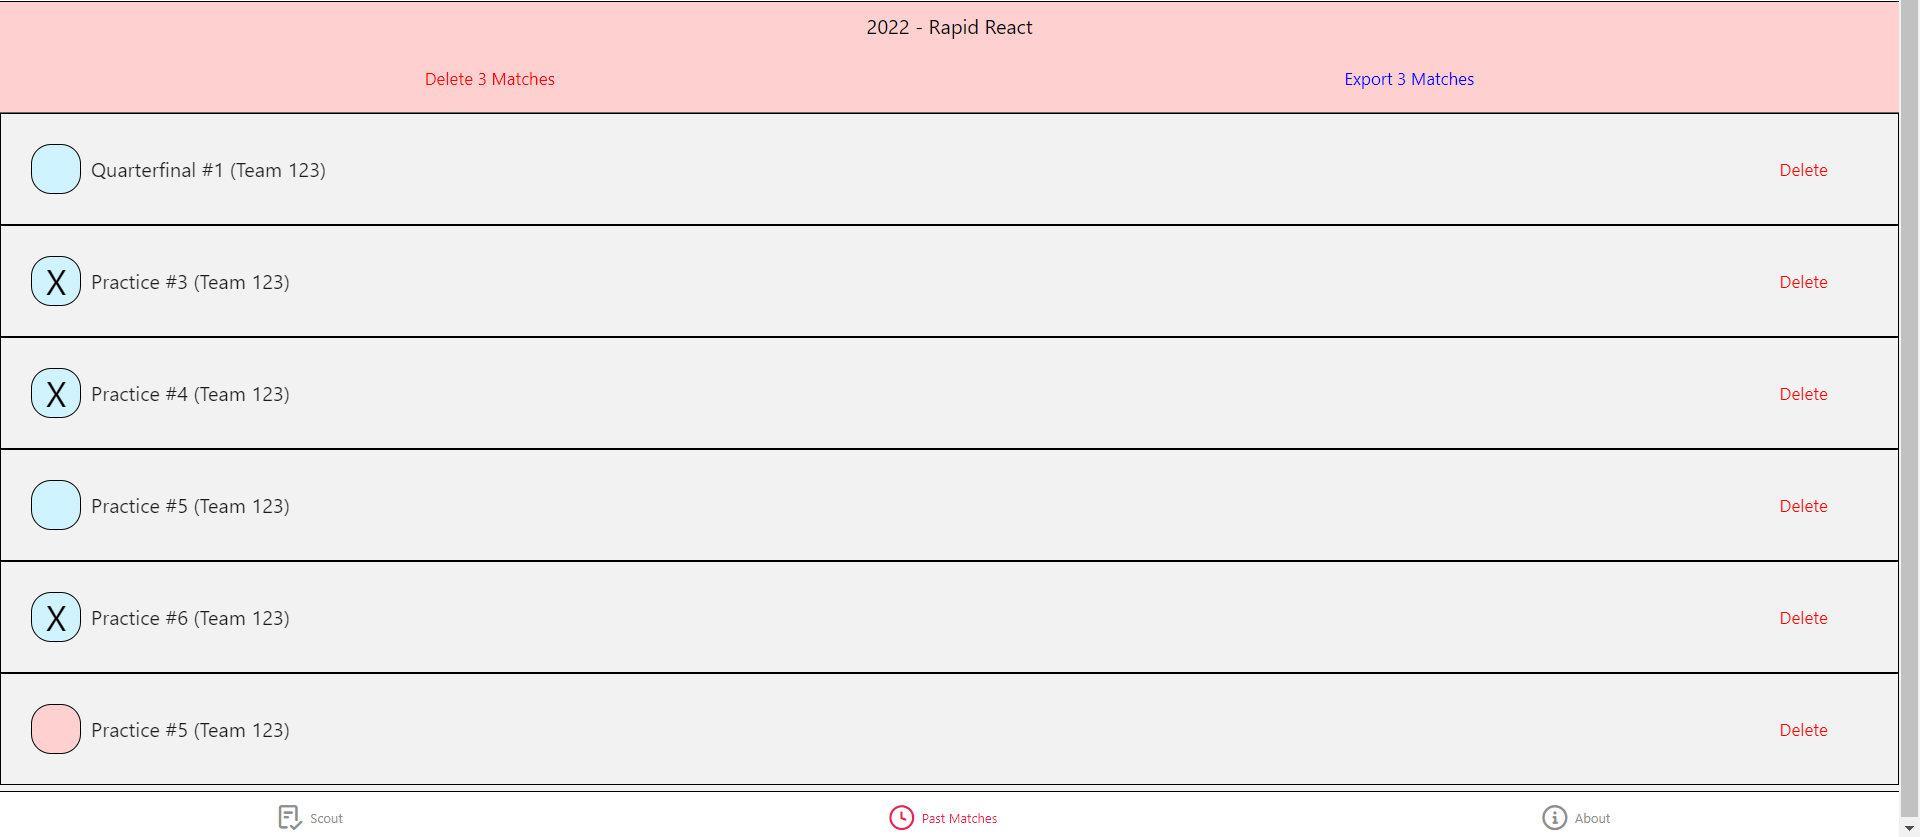 2022 - Rapid React
Delete 3 Matches Export 3 Matches
Quarterfinal #1 (Team 123) Delete
X Practice #3 (Team 123) Delete
X Practice #4 (Team 123) Delete
Practice #5 (Team 123) Delete
X Practice #6 (Team 123) Delete
Practice #5 (Team 123) Delete
Scout Past Matches About